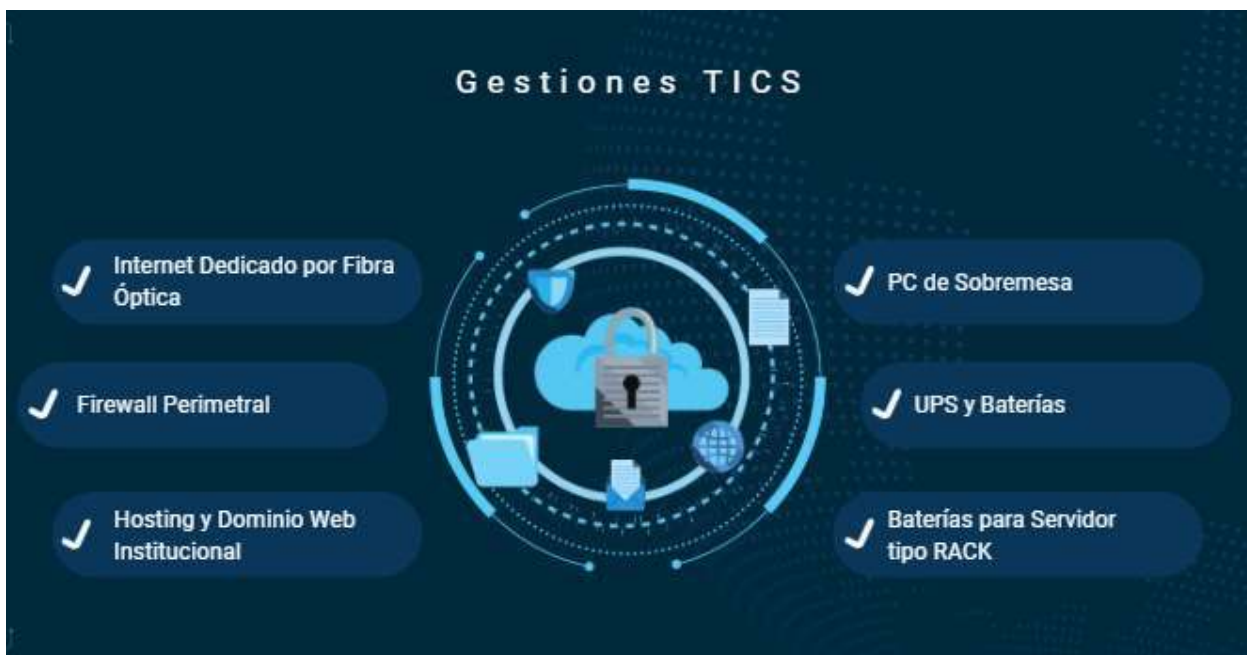 Gestiones TICS
Internet Dedicado por Fibra
Óptica
Firewall Perimetral
Hosting y Dominio Web
Institucional
PC de Sobremesa
UPS y Baterías
Baterías para Servidor
tipo RACK